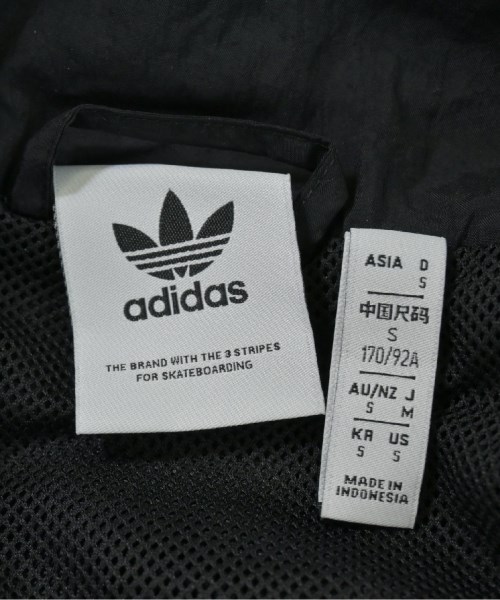 adidas
THE BRAND WITH THE 3 STRIPES
FOR SKATEBOARDING
ASIA D
S
中国尺码
S
170/92A
AU/NZ J
S M
KR US
S S
MADE IN
INDONESIA